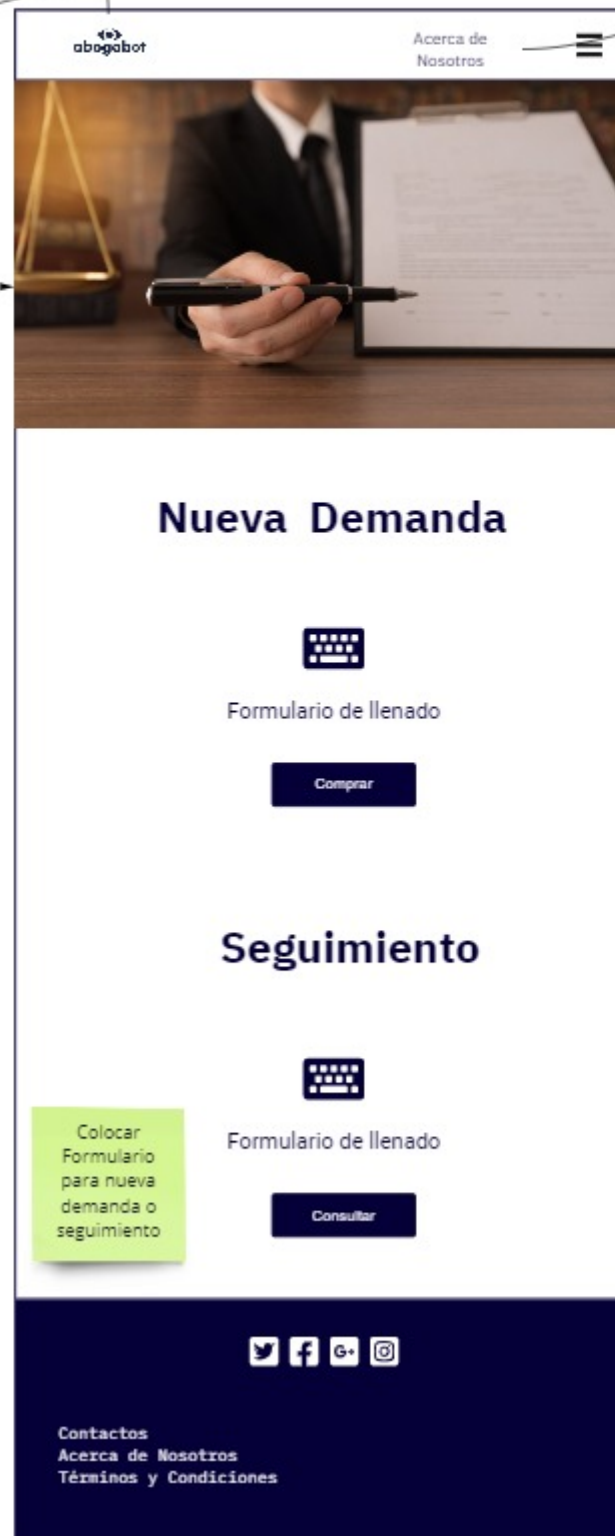 abogabot
Acerca de
Nosotros
Nueva Demanda
Formulario de llenado
Comprar
Seguimiento
Formulario de llenado
Consultar
Colocar
Formulario
para nueva
demanda o
seguimiento
G+
Contactos
Acerca de Nosotros
Términos y Condiciones